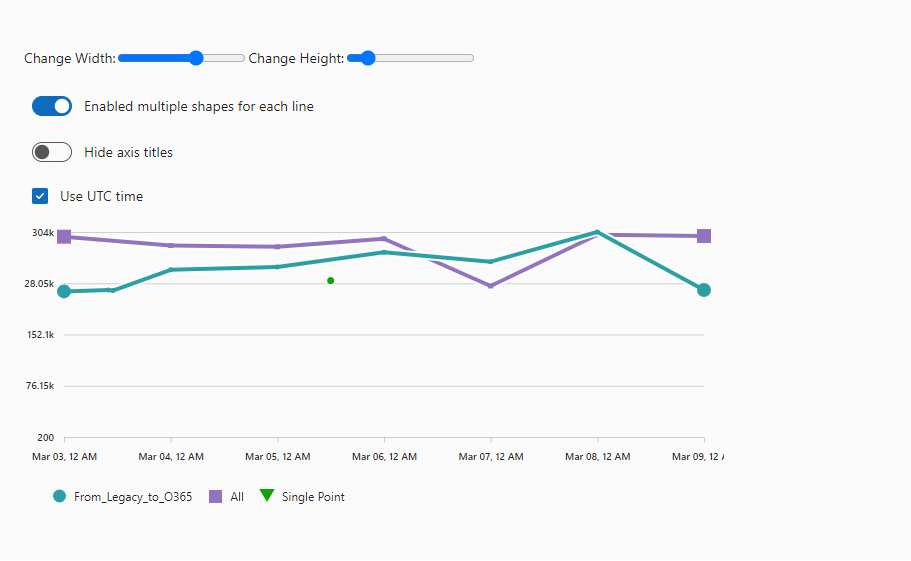 Change Width: Change Height:
Enabled multiple shapes for each line
Hide axis titles
Use UTC time
304k
28.05k
152.1k
76.15k
200
Mar 03, 12 AM Mar 04, 12 AM Mar 05, 12 AM Mar 06, 12 AM Mar 07, 12 AM Mar 08, 12 AM Mar 09, 12
From_Legacy_to_O365 All Single Point